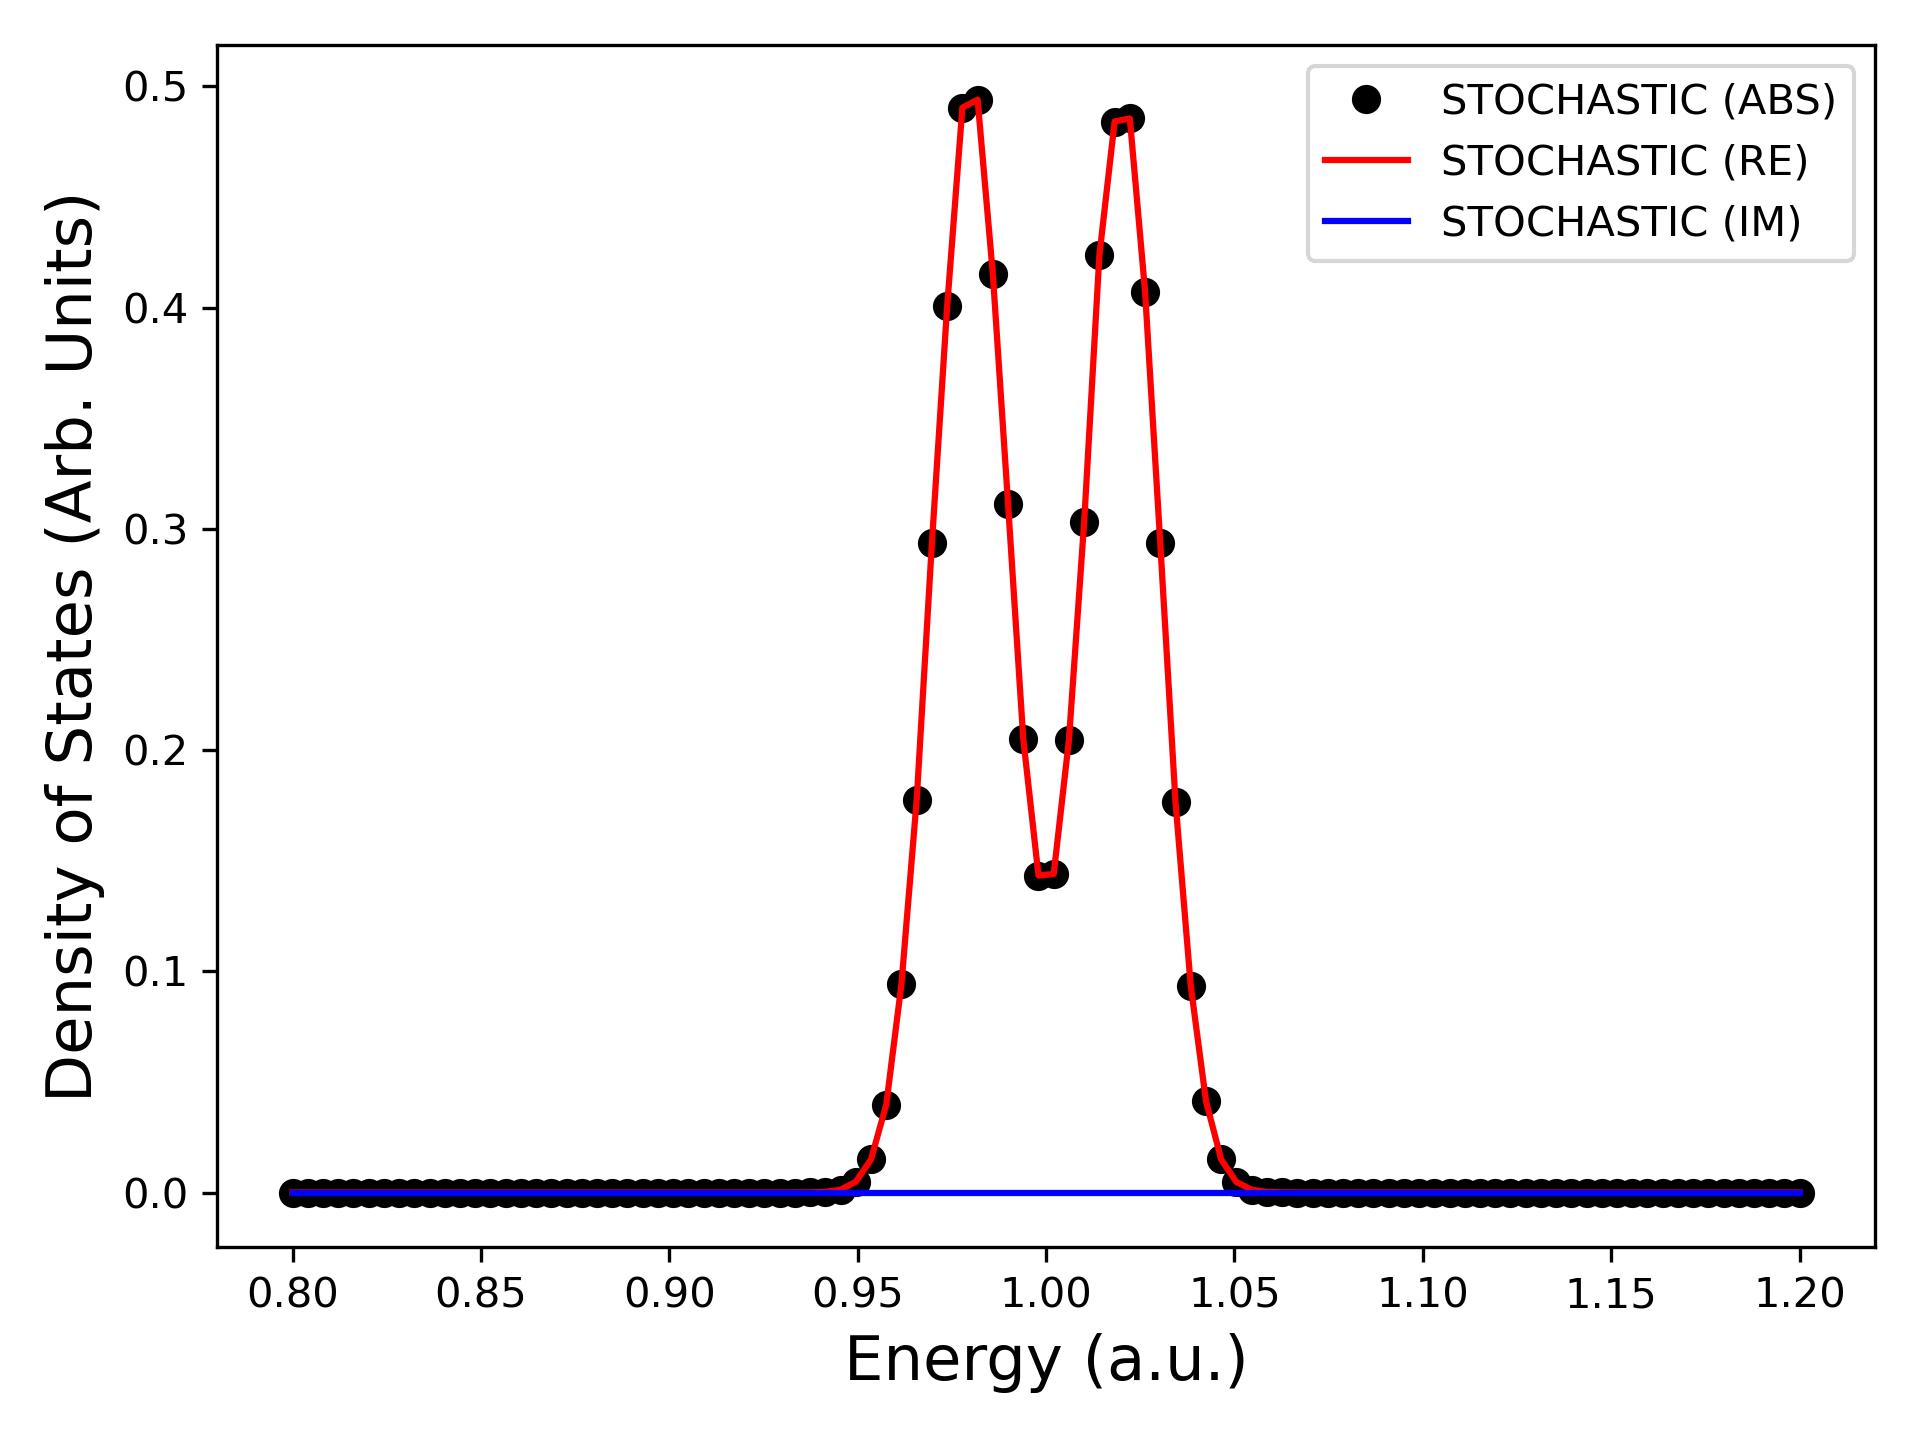 STOCHASTIC (ABS)
STOCHASTIC (RE)
STOCHASTIC (IM)
Density of States (Arb. Units)
0.5
0.4
0.3
0.2
0.1
0.0
0.80 0.85 0.90 0.95 1.00 1.05 1.10 1.15 1.20
Energy (a.u.)